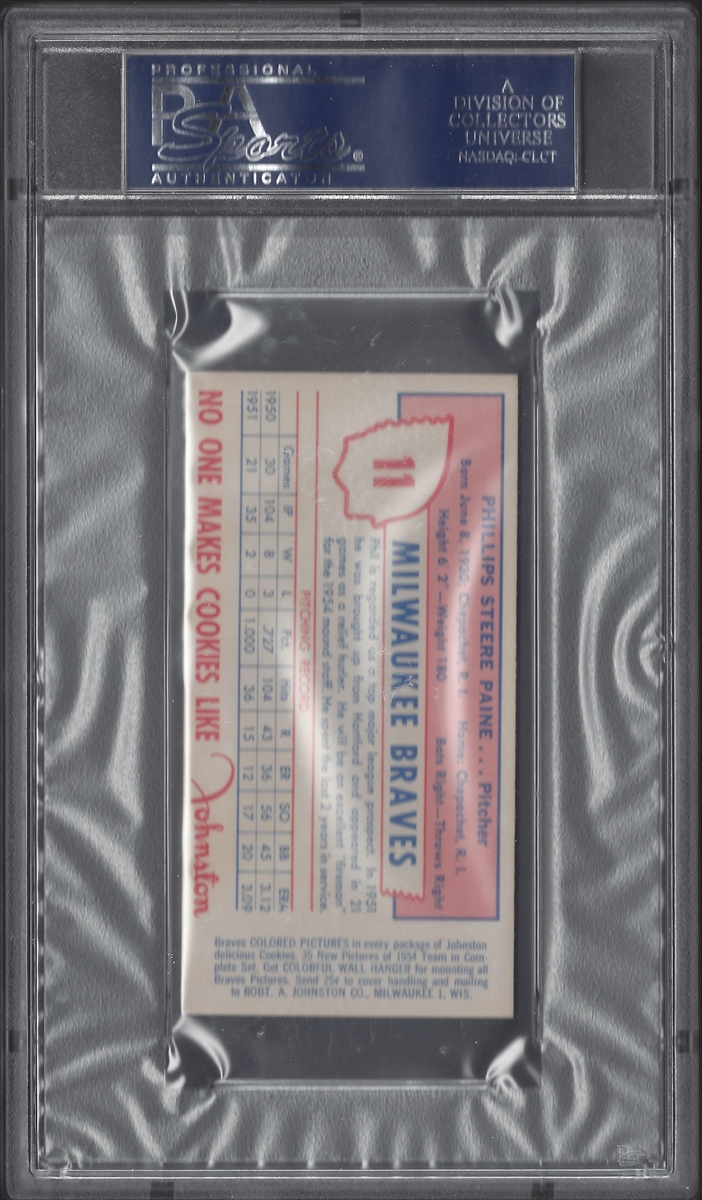 PROFESSIONAL
PSA
Sports®
AUTHENTICATOR
A
DIVISION OF
COLLECTORS
UNIVERSE
NASDAQ: CLCT
PHILLIPS STEERE PAINE . . . Pitcher
Born June 8, 1930, Chepachet, R. I. Home: Chepachet, R. I.
Height 6' 2"—Weight 180 Bats Right—Throws Right
11
MILWAUKEE BRAVES
Phil is regarded as a top major league prospect. In 1951
he was brought up from Hartford and appeared in 21
games as a relief hurler. He will be an excellent "fireman"
for the 1954 mound staff. He spent the last 2 years in service.
PITCHING RECORD
Games IP W L Pct. Hits R ER SO BB ERA
1950 30 104 8 3 .727 104 43 36 56 45 3.12
1951 21 35 2 0 1.000 36 15 12 17 20 3.09
NO ONE MAKES COOKIES LIKE Johnston
Braves COLORED PICTURES in every package of Johnston
delicious Cookies. 35 New Pictures of 1954 Team in Com-
plete Set. Get COLORFUL WALL HANGER for mounting all
Braves Pictures. Send 25¢ to cover handling and mailing
to ROBT. A. JOHNSTON CO., MILWAUKEE 1, WIS.